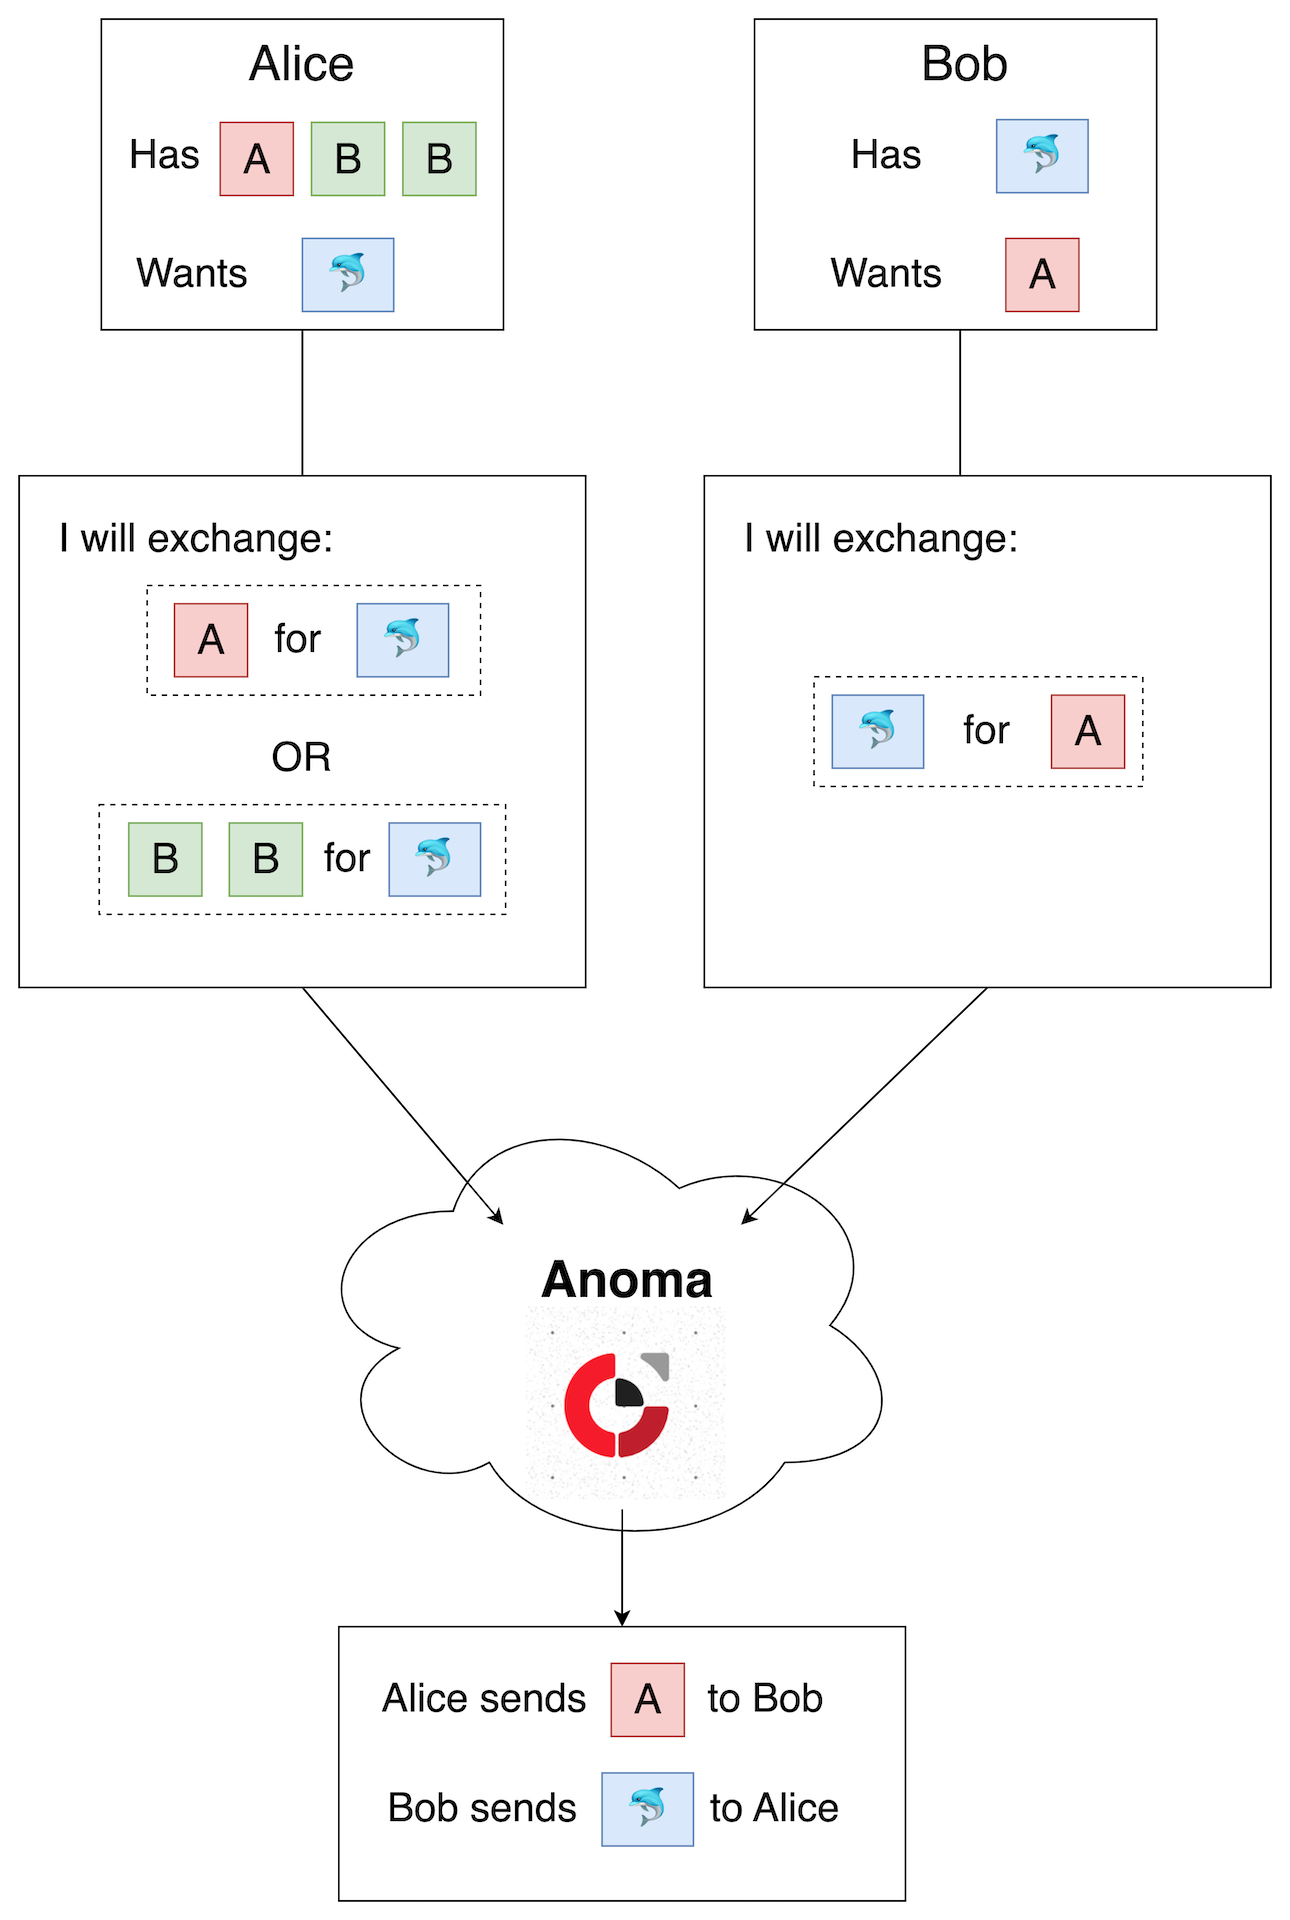 Alice
Has A B B
Wants
Bob
Has
Wants A
I will exchange:
A for
OR
B B for
I will exchange:
for A
Anoma
Alice sends A to Bob
Bob sends to Alice